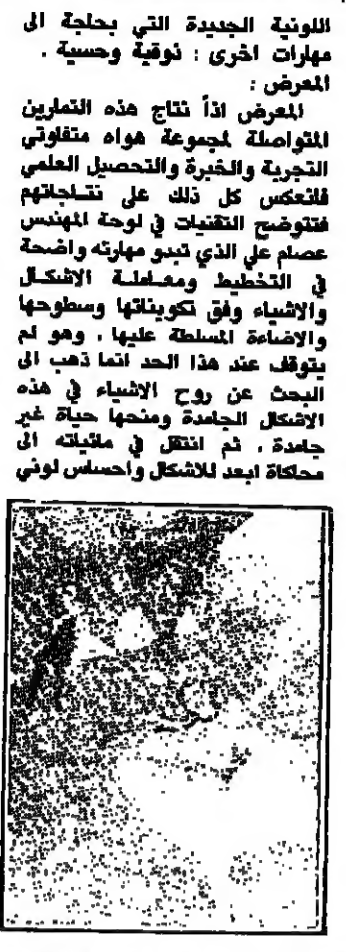 اللونية الجديدة التي بحاجة الى
مهارات اخرى : ذوقية وحسية .
المعرض :
المعرض اذاً نتاج هذه التمارين
المتواصلة لمجموعة هواه متفاوتي
التجربة والخبرة والتحصيل العلمي
فانعكس كل ذلك على نتـاجاتهم
فتتوضح التقنيات في لوحة المهندس
عصام علي الذي تبدو مهارته واضحة
في التخطيط ومعـاملـة الاشكـال
والاشياء وفق تكويناتها وسطوحها
والاضاءة المسلطة عليها ، وهو لم
يتوقف عند هذا الحد انما ذهب الى
البحث عن روح الاشياء في هذه
الاشكال الجامدة ومنحها حياة غير
جامدة . ثم انتقل في مائياته الى
محاكاة ابعد للاشكال واحساس لوني